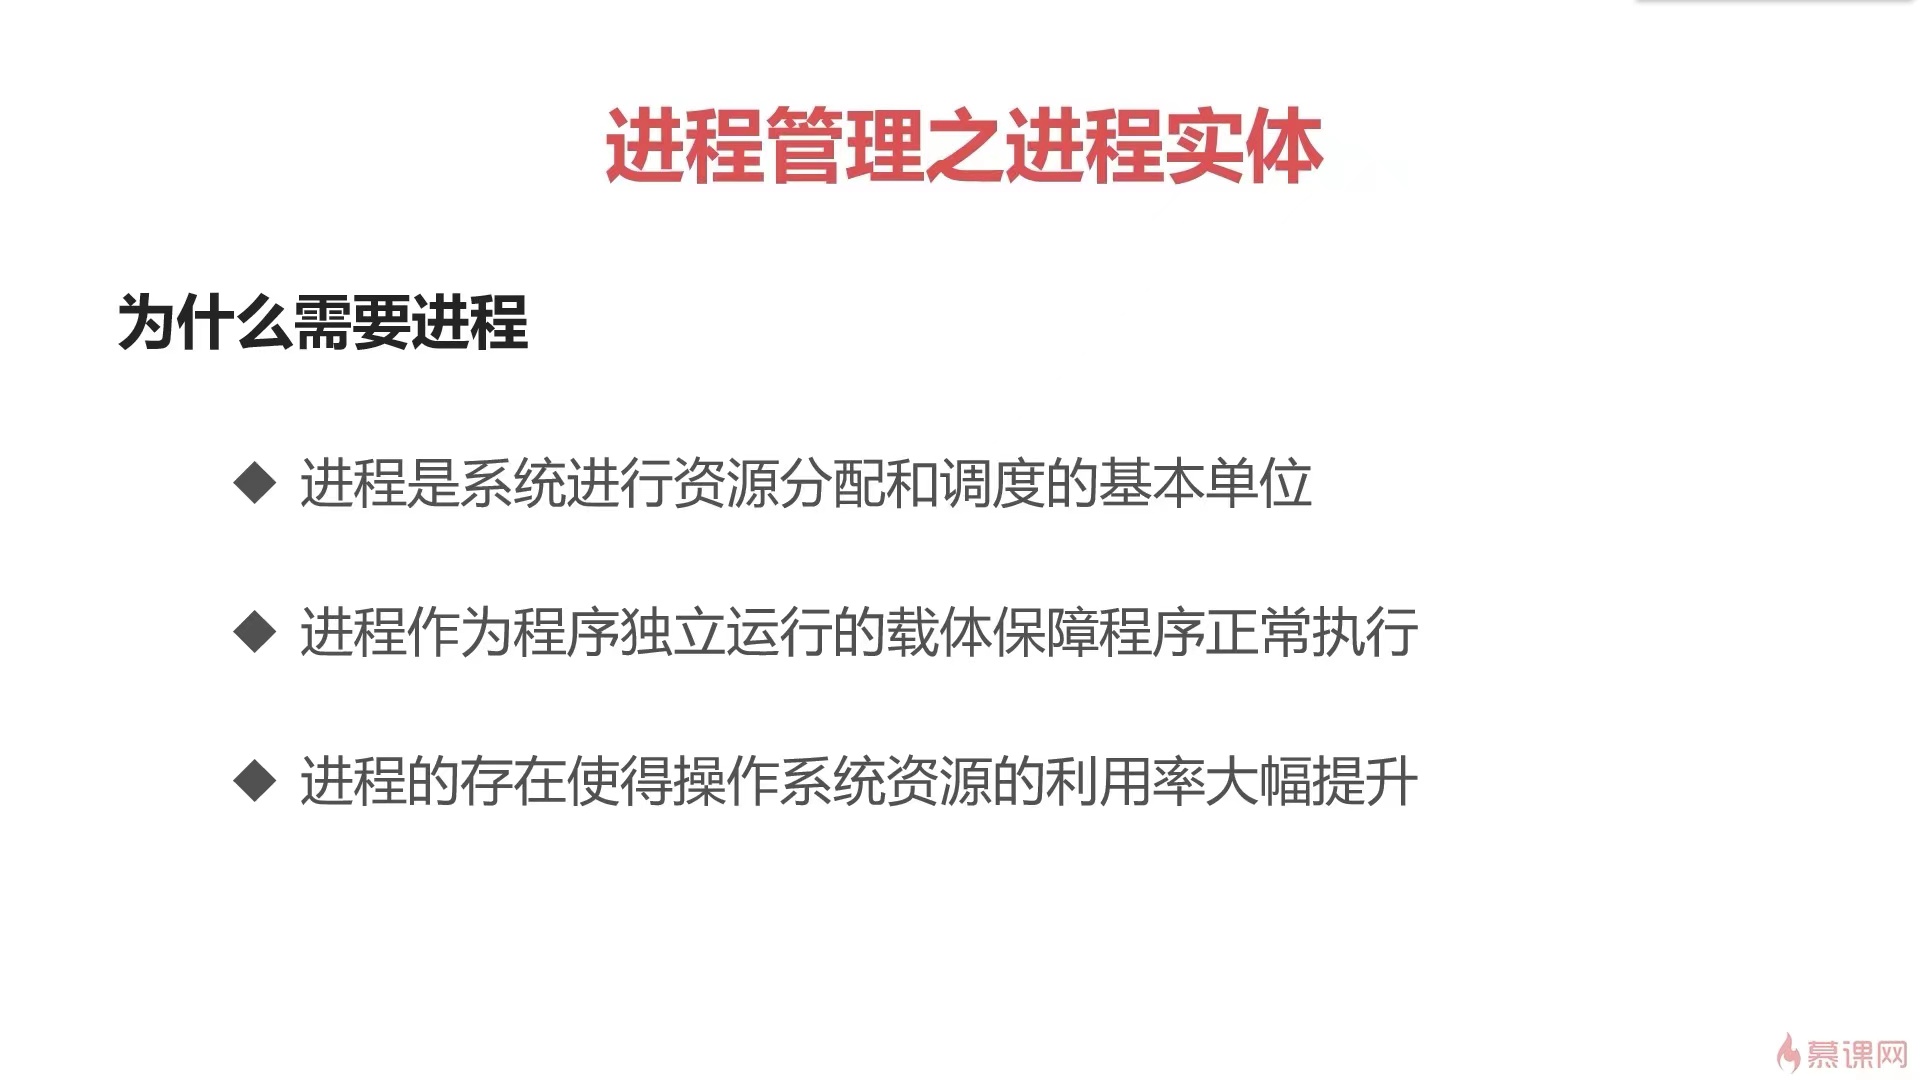 进程管理之进程实体
为什么需要进程
◆ 进程是系统进行资源分配和调度的基本单位
◆ 进程作为程序独立运行的载体保障程序正常执行
◆ 进程的存在使得操作系统资源的利用率大幅提升
慕课网